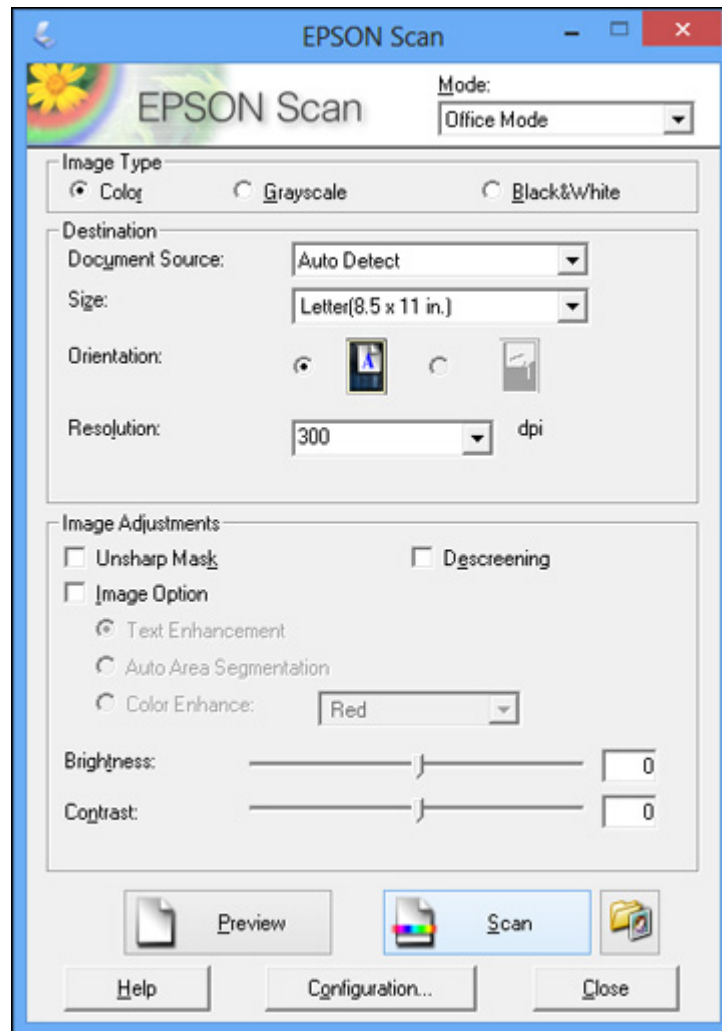 EPSON Scan
EPSON Scan
Mode:
Office Mode
Image Type
Color Grayscale Black&White
Destination
Document Source: Auto Detect
Size: Letter(8.5 x 11 in.)
Orientation: A
Resolution: 300 dpi
Image Adjustments
Unsharp Mask Descreening
Image Option
Text Enhancement
Auto Area Segmentation
Color Enhance: Red
Brightness: 0
Contrast: 0
Preview Scan
Help Configuration... Close